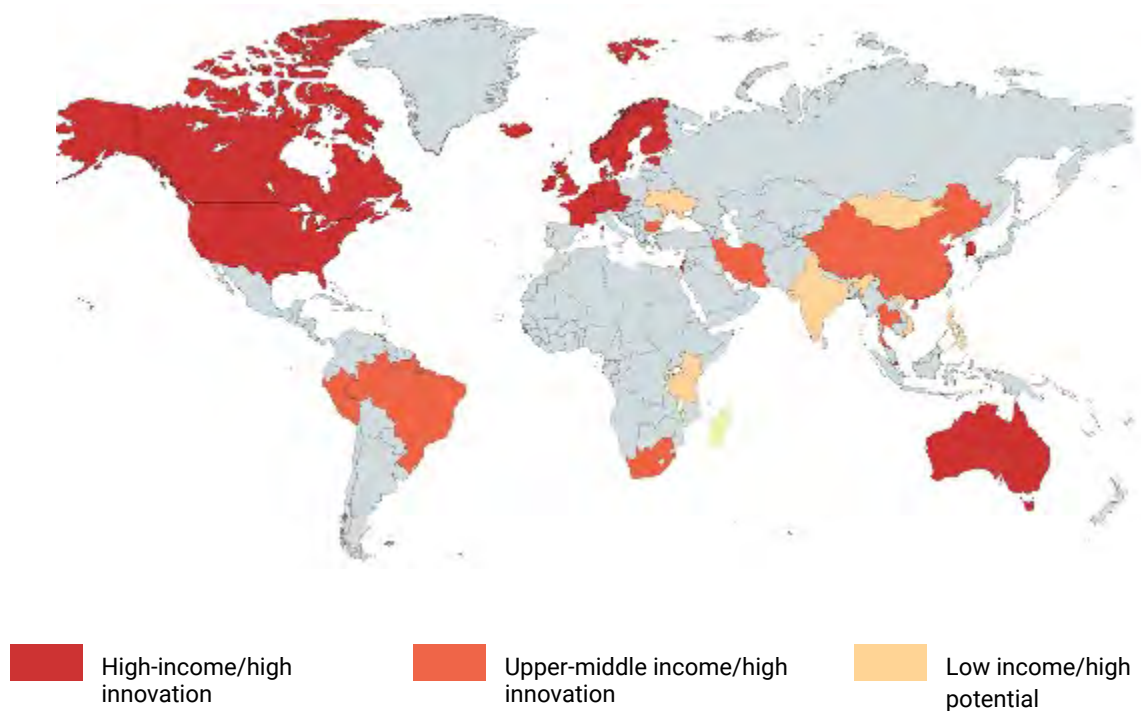 High-income/high
innovation
Upper-middle income/high
innovation
Low income/high
potential